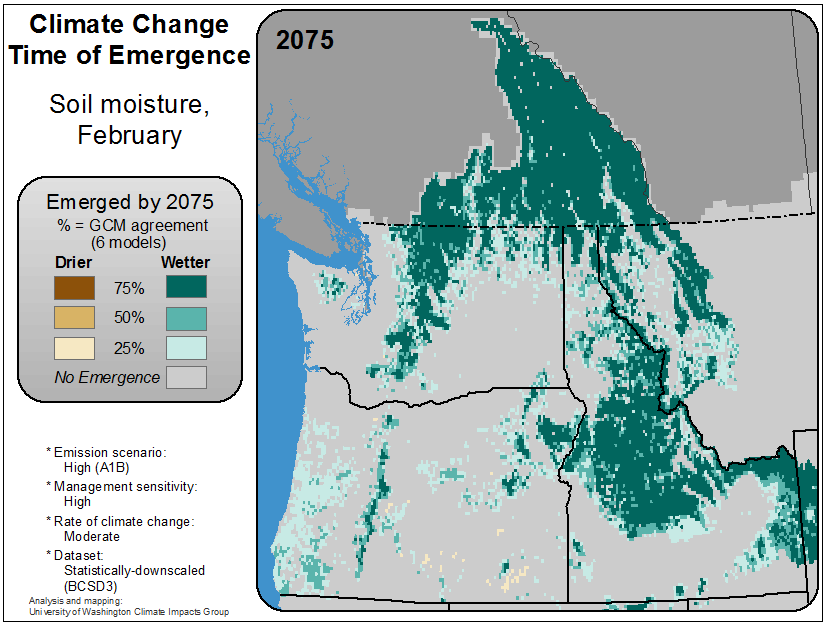 Climate Change
Time of Emergence
Soil moisture,
February
2075
Emerged by 2075
% = GCM agreement
(6 models)
Drier Wetter
75%
50%
25%
No Emergence
* Emission scenario:
High (A1B)
* Management sensitivity:
High
* Rate of climate change:
Moderate
* Dataset:
Statistically-downscaled
(BCSD3)
Analysis and mapping:
University of Washington Climate Impacts Group